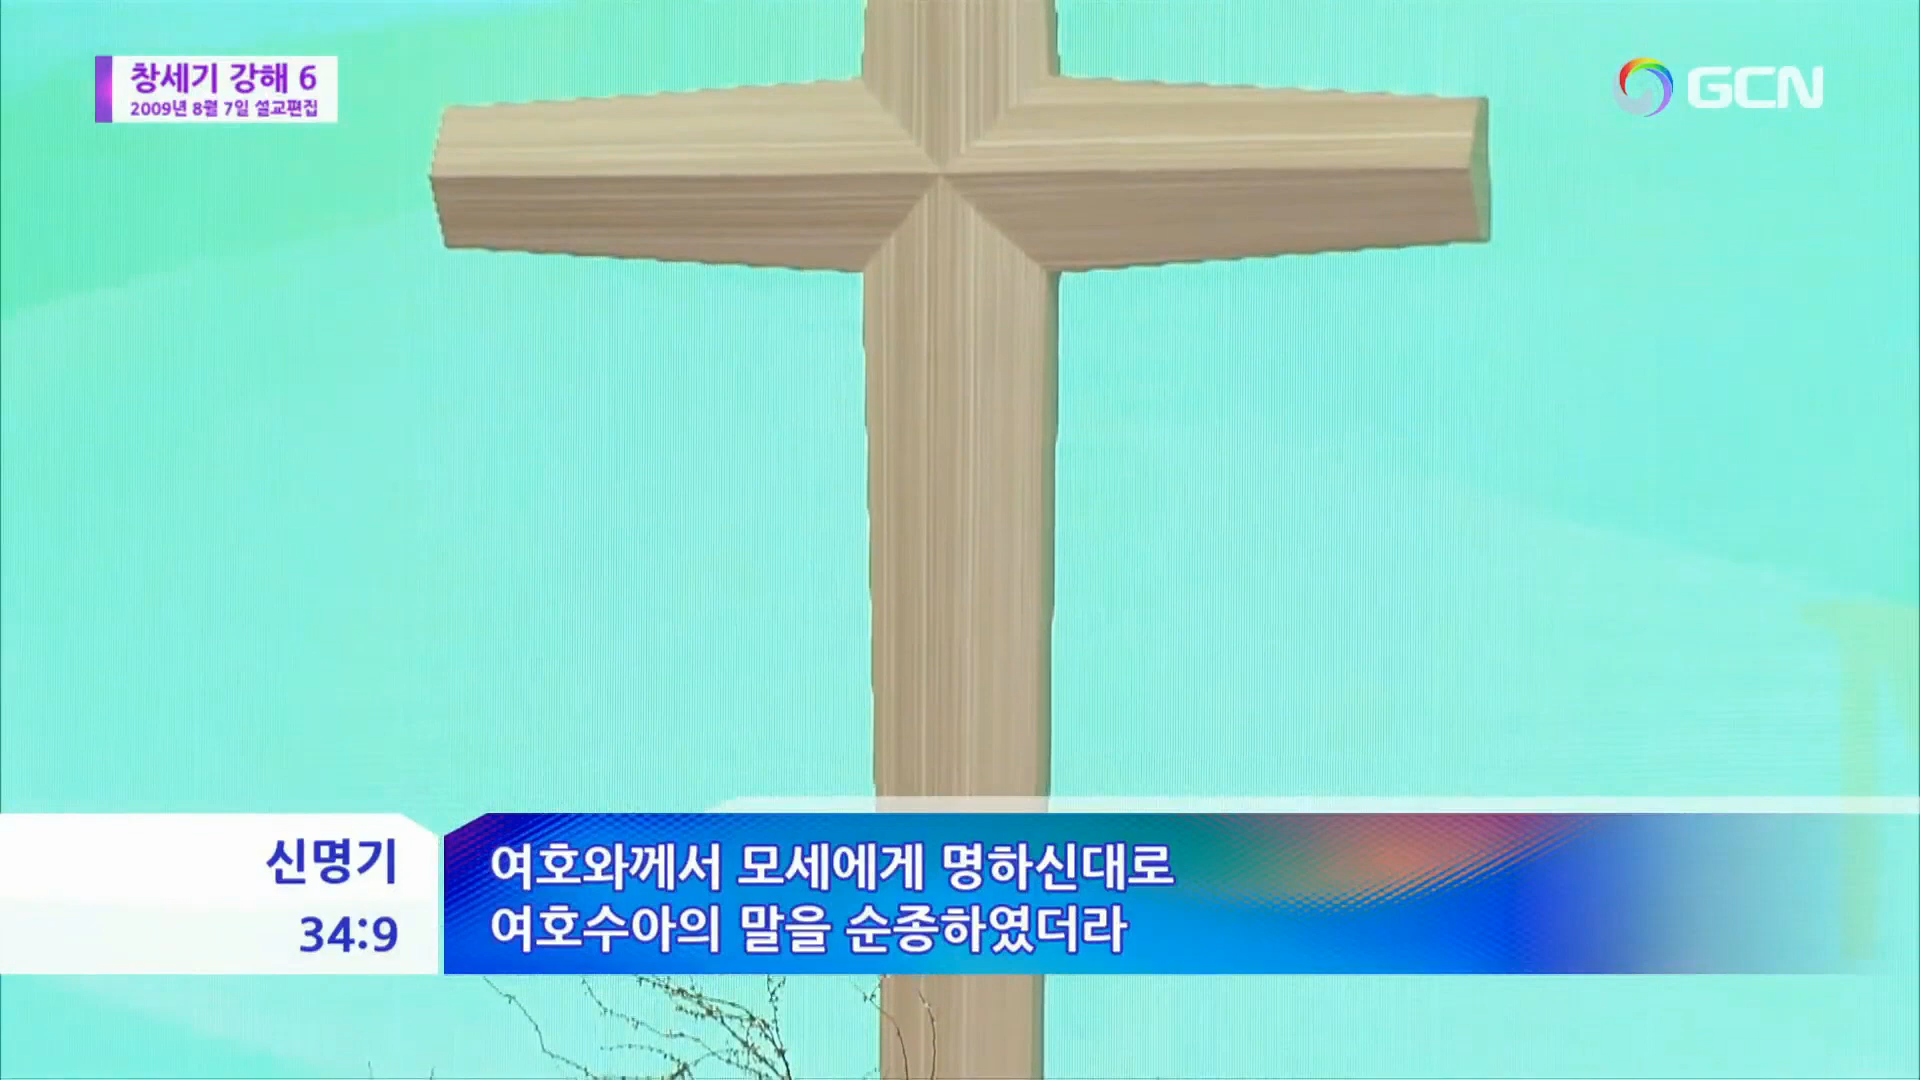 창세기 강해 6
2009년 8월 7일 설교편집
GCN
신명기
34:9
여호와께서 모세에게 명하신대로
여호수아의 말을 순종하였더라